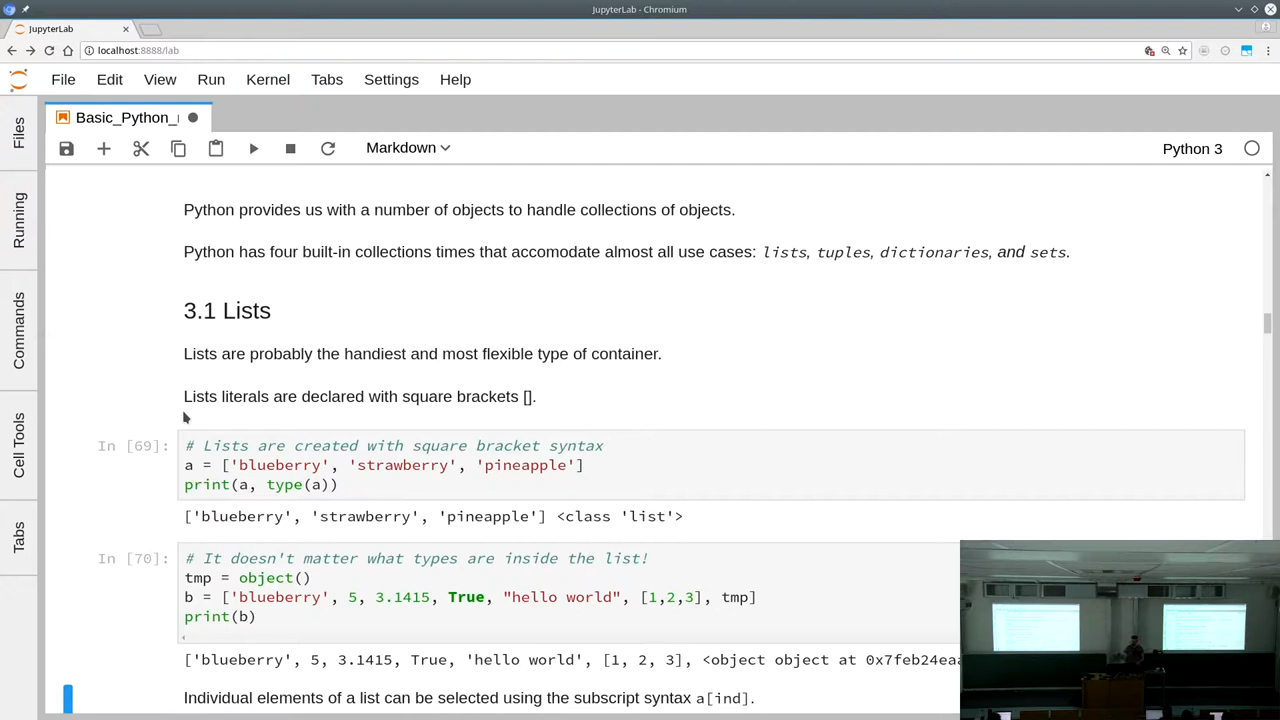 JupyterLab - Chromium
JupyterLab
localhost:8888/lab
File Edit View Run Kernel Tabs Settings Help
Basic_Python_
Markdown
Python 3
Files
Running
Commands
Cell Tools
Tabs
Python provides us with a number of objects to handle collections of objects.
Python has four built-in collections times that accomodate almost all use cases: lists, tuples, dictionaries, and sets.
3.1 Lists
Lists are probably the handiest and most flexible type of container.
Lists literals are declared with square brackets [].
In [69]:
# Lists are created with square bracket syntax
a = ['blueberry', 'strawberry', 'pineapple']
print(a, type(a))
['blueberry', 'strawberry', 'pineapple'] <class 'list'>
In [70]:
# It doesn't matter what types are inside the list!
tmp = object()
b = ['blueberry', 5, 3.1415, True, "hello world", [1,2,3], tmp]
print(b)
['blueberry', 5, 3.1415, True, 'hello world', [1, 2, 3], <object object at 0x7feb24eaa
Individual elements of a list can be selected using the subscript syntax a[ind].